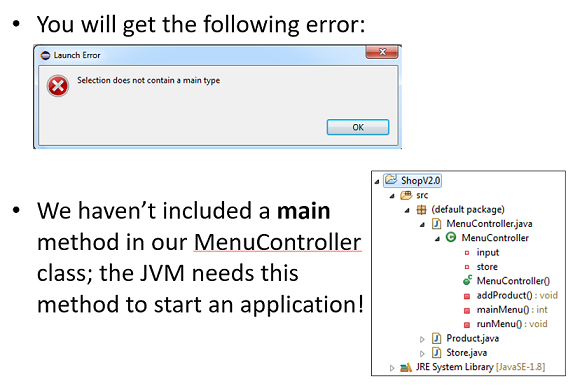 • You will get the following error:
Launch Error
Selection does not contain a main type
OK
• We haven’t included a main
method in our MenuController
class; the JVM needs this
method to start an application!
ShopV2.0
src
(default package)
MenuController.java
MenuController
input
store
MenuController()
addProduct() : void
mainMenu() : int
runMenu() : void
Product.java
Store.java
JRE System Library [JavaSE-1.8]